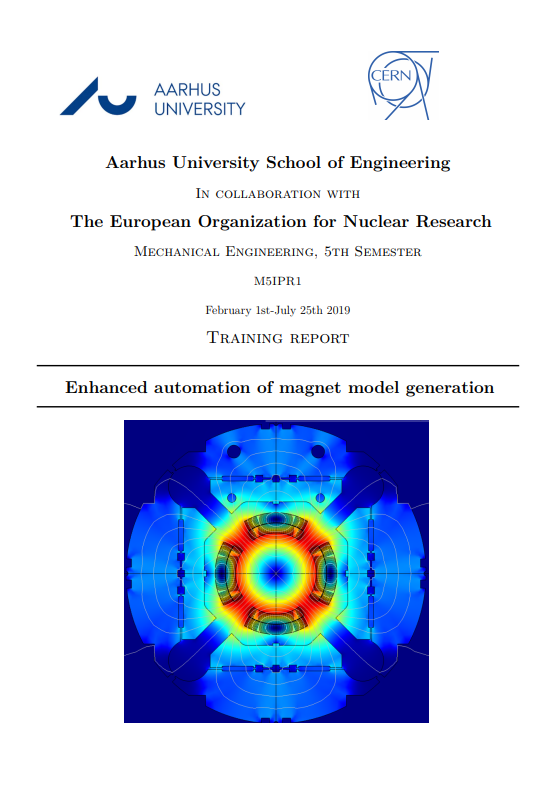 AARHUS
UNIVERSITY
CERN
Aarhus University School of Engineering
In collaboration with
The European Organization for Nuclear Research
Mechanical Engineering, 5th Semester
M5IPR1
February 1st-July 25th 2019
Training report
Enhanced automation of magnet model generation